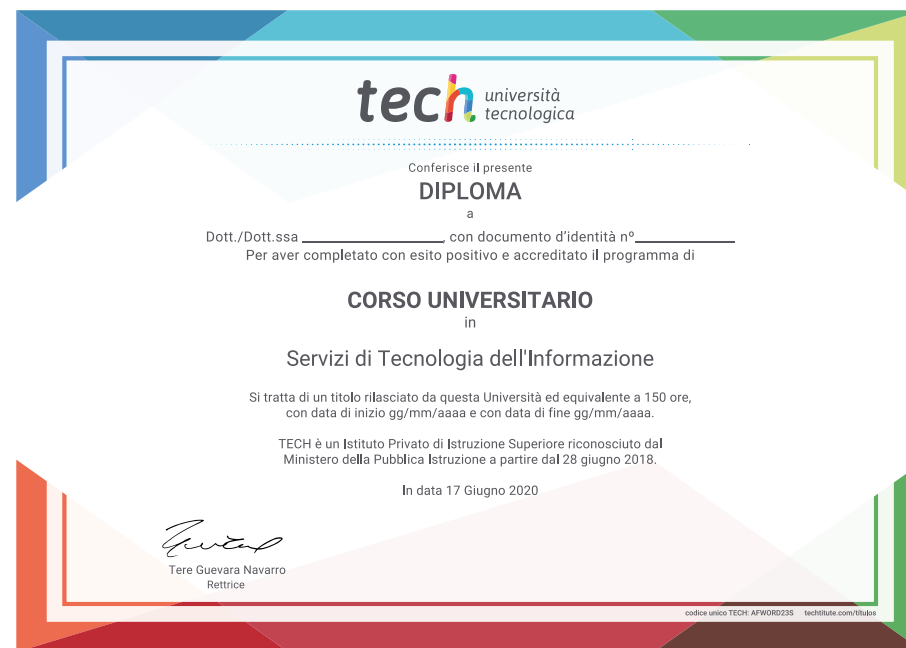 tech università
tecnologica
Conferisce il presente
DIPLOMA
a
Dott./Dott.ssa ________________, con documento d'identità nº____________
Per aver completato con esito positivo e accreditato il programma di
CORSO UNIVERSITARIO
in
Servizi di Tecnologia dell'Informazione
Si tratta di un titolo rilasciato da questa Università ed equivalente a 150 ore,
con data di inizio gg/mm/aaaa e con data di fine gg/mm/aaaa.
TECH è un Istituto Privato di Istruzione Superiore riconosciuto dal
Ministero della Pubblica Istruzione a partire dal 28 giugno 2018.
In data 17 Giugno 2020
Tere Guevara Navarro
Rettrice
codice unico TECH: AFWORD23S techtitute.com/titulos